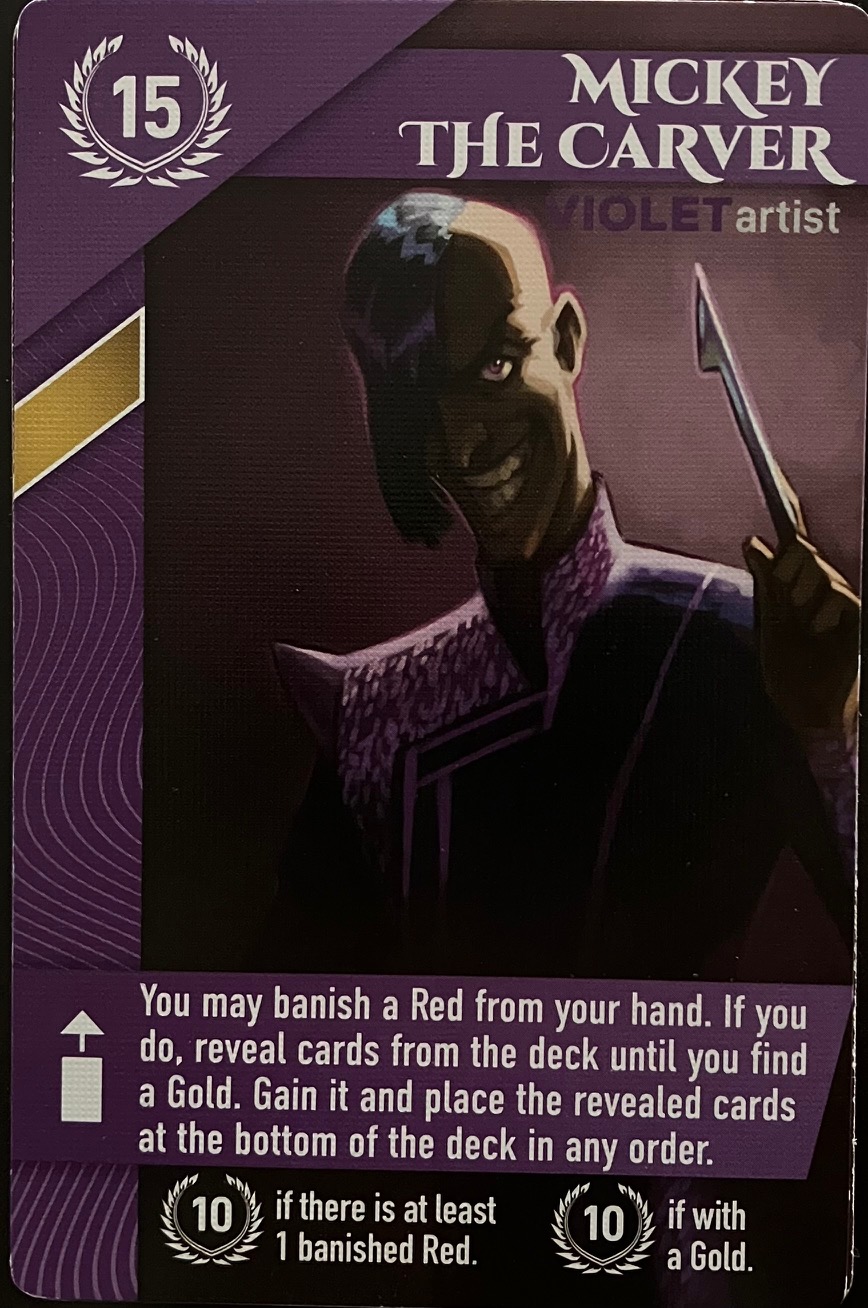 15
MICKEY
THE CARVER
VIOLETartist
You may banish a Red from your hand. If you
do, reveal cards from the deck until you find
a Gold. Gain it and place the revealed cards
at the bottom of the deck in any order.
10 if there is at least
1 banished Red.
10 if with
a Gold.